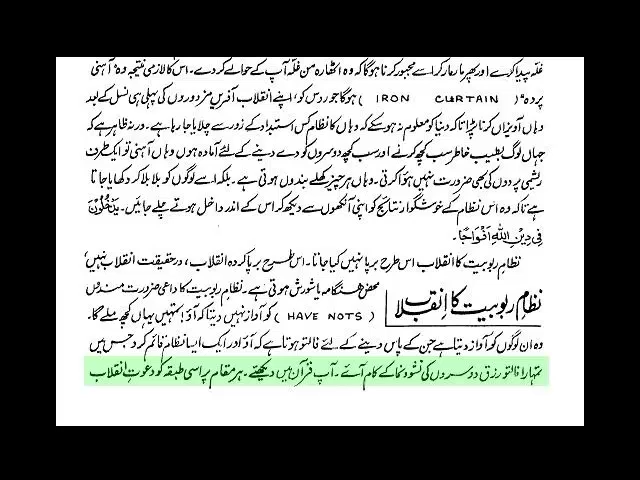 غلّہ پیدا کرے اور پھر مار مار کر اسے مجبور کرنا ہوگا کہ وہ اٹھارہ من غلّہ آپ کے حوالے کر دے۔ اس کا لازمی نتیجہ وہ "آہنی
پردہ" (IRON CURTAIN) ہوگا جو روس کو، اپنے انقلاب آفریں مزدوروں کی پہلی ہی نسل کے بعد
وہاں آویزاں کرنا پڑا تاکہ دنیا کو معلوم نہ ہو سکے کہ وہاں کا نظام کس استبداد کے زور سے چلایا جا رہا ہے۔ ورنہ ظاہر ہے کہ
جہاں لوگ بطیب خاطر سب کچھ کرنے اور سب کچھ دوسروں کو دے دینے کے لئے آمادہ ہوں وہاں آہنی تو ایک طرف
ریشمی پردوں کی بھی ضرورت نہیں ہوا کرتی۔ وہاں ہر چیز کھلے بندوں ہوتی ہے۔ بلکہ اسے لوگوں کو بلا بلا کر دکھایا جاتا
ہے تاکہ وہ اس نظام کے خوشگوار نتائج کو اپنی آنکھوں سے دیکھ کر اس کے اندر داخل ہوتے چلے جائیں۔ یَدْخُلُوْنَ
فِیْ دِیْنِ اللّٰہِ اَفْوَاجًا۔
نظامِ ربوبیت کا انقلاب اس طرح برپا نہیں کیا جاتا۔ اس طرح برپا کردہ انقلاب، درحقیقت انقلاب نہیں'
نظامِ ربوبیت کا انقلاب
محض ہنگامہ یا شورش ہوتی ہے۔ نظامِ ربوبیت کا داعی ضرورت مندوں
(HAVE NOTS) کو آواز نہیں دیتا کہ آؤ! تمہیں یہاں کچھ ملے گا۔
وہ ان لوگوں کو آواز دیتا ہے جن کے پاس دینے کے لئے فالتو ہوتا ہے کہ آؤ اور ایک ایسا نظام قائم کرو جس میں
تمہارا فالتو رزق دوسروں کی نشوونما کے کام آئے۔ آپ قرآن میں دیکھئے۔ ہر مقام پر اسی طبقہ کو دعوتِ انقلاب